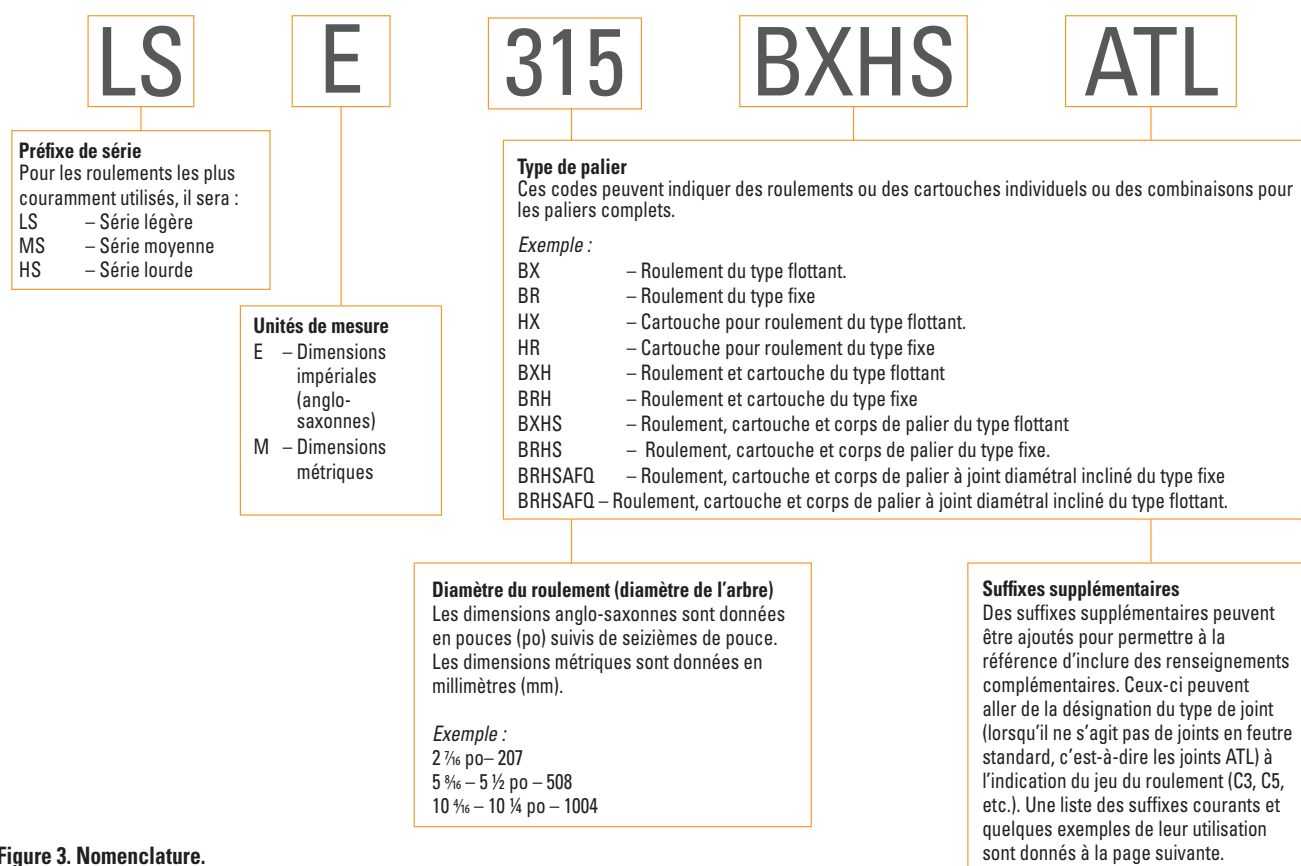 LS E 315 BXHS ATL
Préfixe de série
Pour les roulements les plus
couramment utilisés, il sera :
LS – Série légère
MS – Série moyenne
HS – Série lourde
Unités de mesure
E – Dimensions
impériales
(anglo-
saxonnes)
M – Dimensions
métriques
Type de palier
Ces codes peuvent indiquer des roulements ou des cartouches individuels ou des combinaisons pour
les paliers complets.
Exemple :
BX – Roulement du type flottant.
BR – Roulement du type fixe
HX – Cartouche pour roulement du type flottant.
HR – Cartouche pour roulement du type fixe
BXH – Roulement et cartouche du type flottant
BRH – Roulement et cartouche du type fixe
BXHS – Roulement, cartouche et corps de palier du type flottant
BRHS – Roulement, cartouche et corps de palier du type fixe.
BRHSAFQ – Roulement, cartouche et corps de palier à joint diamétral incliné du type fixe
BRHSAFQ – Roulement, cartouche et corps de palier à joint diamétral incliné du type flottant.
Diamètre du roulement (diamètre de l’arbre)
Les dimensions anglo-saxonnes sont données
en pouces (po) suivis de seizièmes de pouce.
Les dimensions métriques sont données en
millimètres (mm).
Exemple :
2 7⁄16 po– 207
5 8⁄16 – 5 ½ po – 508
10 4⁄16 – 10 ¼ po – 1004
Suffixes supplémentaires
Des suffixes supplémentaires peuvent
être ajoutés pour permettre à la
référence d’inclure des renseignements
complémentaires. Ceux-ci peuvent
aller de la désignation du type de joint
(lorsqu’il ne s’agit pas de joints en feutre
standard, c’est-à-dire les joints ATL) à
l’indication du jeu du roulement (C3, C5,
etc.). Une liste des suffixes courants et
quelques exemples de leur utilisation
sont donnés à la page suivante.
Figure 3. Nomenclature.